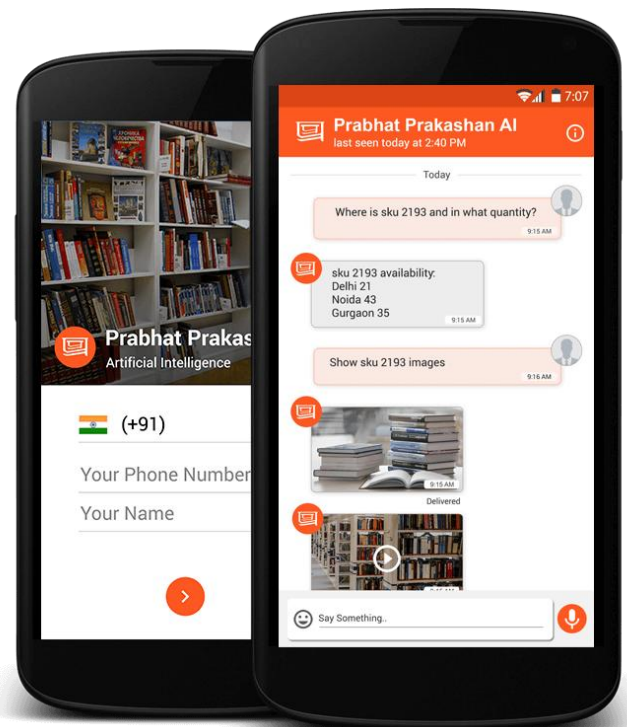 Prabhat Prakas
Artificial Intelligence
(+91)
Your Phone Number
Your Name
7:07
Prabhat Prakashan AI
last seen today at 2:40 PM
Today
Where is sku 2193 and in what quantity?
9:15 AM
sku 2193 availability:
Delhi 21
Noida 43
Gurgaon 35
9:15 AM
Show sku 2193 images
9:16 AM
9:15 AM
Delivered
Say Something..